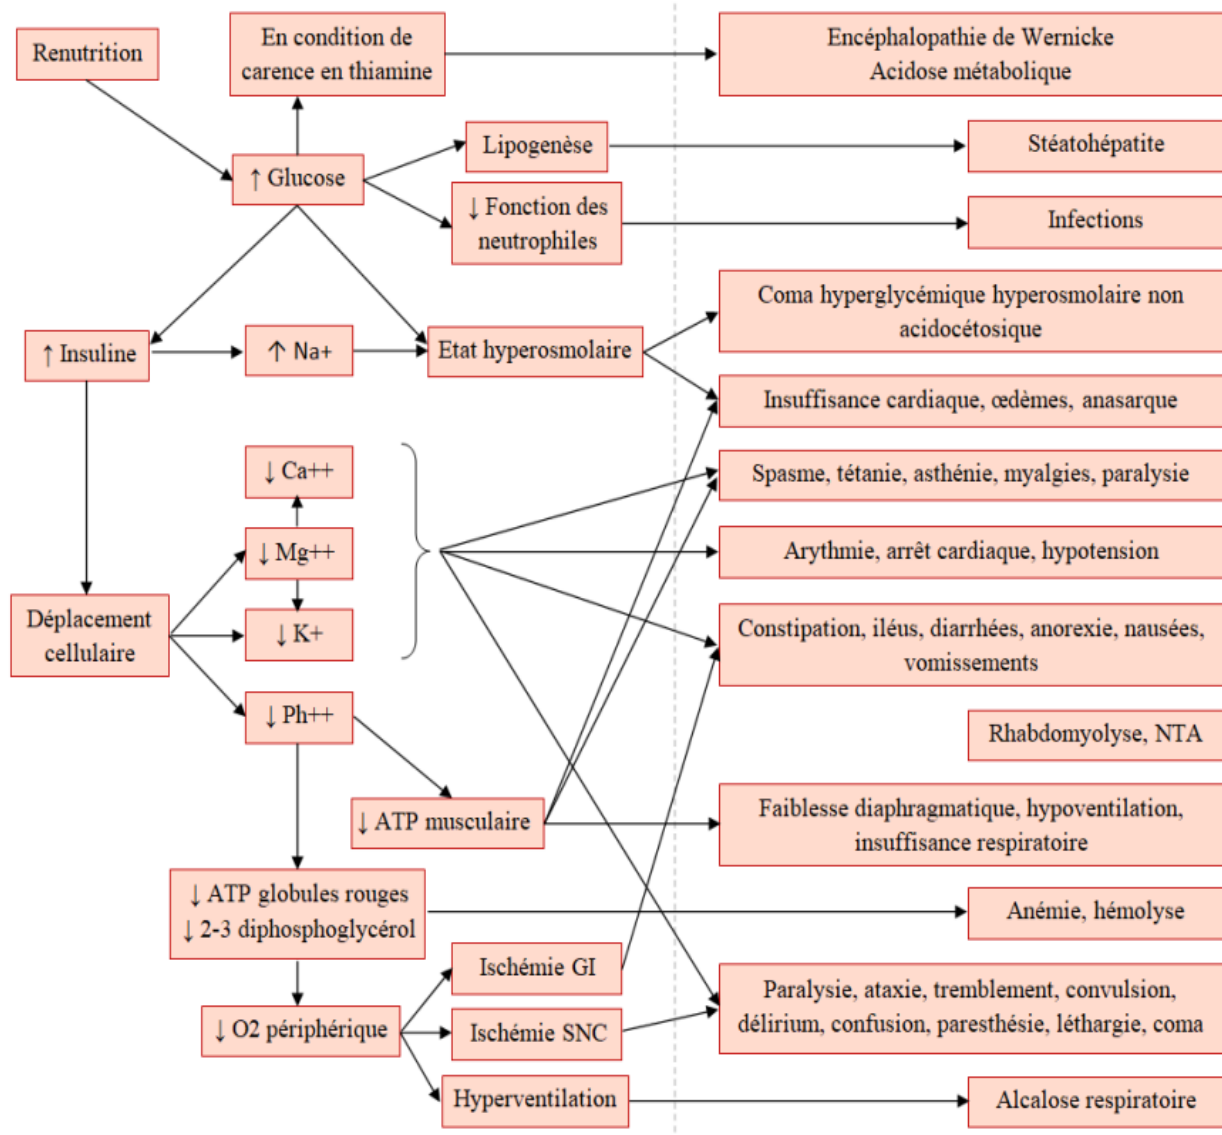 Renutrition
En condition de
carence en thiamine
Encéphalopathie de Wernicke
Acidose métabolique
↑ Glucose
Lipogenèse
Stéatohépatite
↓ Fonction des
neutrophiles
Infections
↑ Insuline
↑ Na+
Etat hyperosmolaire
Coma hyperglycémique hyperosmolaire non
acidocétosique
Insuffisance cardiaque, œdèmes, anasarque
↓ Ca++
Spasme, tétanie, asthénie, myalgies, paralysie
↓ Mg++
Arythmie, arrêt cardiaque, hypotension
Déplacement
cellulaire
↓ K+
Constipation, iléus, diarrhées, anorexie, nausées,
vomissements
↓ Ph++
Rhabdomyolyse, NTA
↓ ATP musculaire
Faiblesse diaphragmatique, hypoventilation,
insuffisance respiratoire
↓ ATP globules rouges
↓ 2-3 diphosphoglycérol
Anémie, hémolyse
↓ O2 périphérique
Ischémie GI
Ischémie SNC
Paralysie, ataxie, tremblement, convulsion,
délirium, confusion, paresthésie, léthargie, coma
Hyperventilation
Alcalose respiratoire